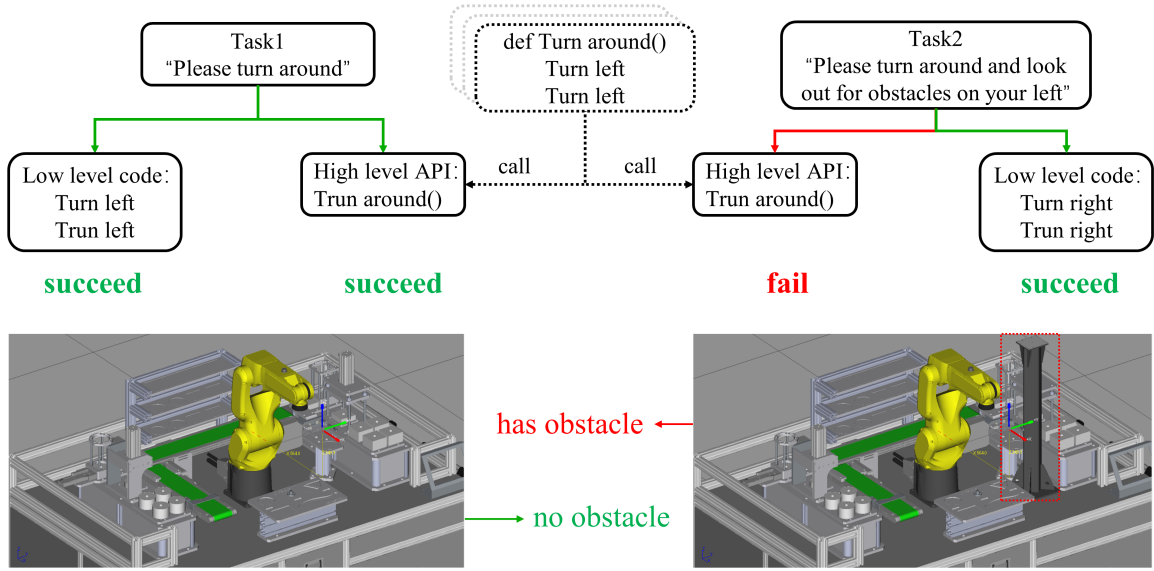 Task1
“Please turn around”
def Turn around()
Turn left
Turn left
Task2
“Please turn around and look
out for obstacles on your left”
Low level code:
Turn left
Trun left
High level API:
Trun around()
call
call
High level API:
Trun around()
Low level code:
Turn right
Trun right
succeed
succeed
fail
succeed
has obstacle
no obstacle